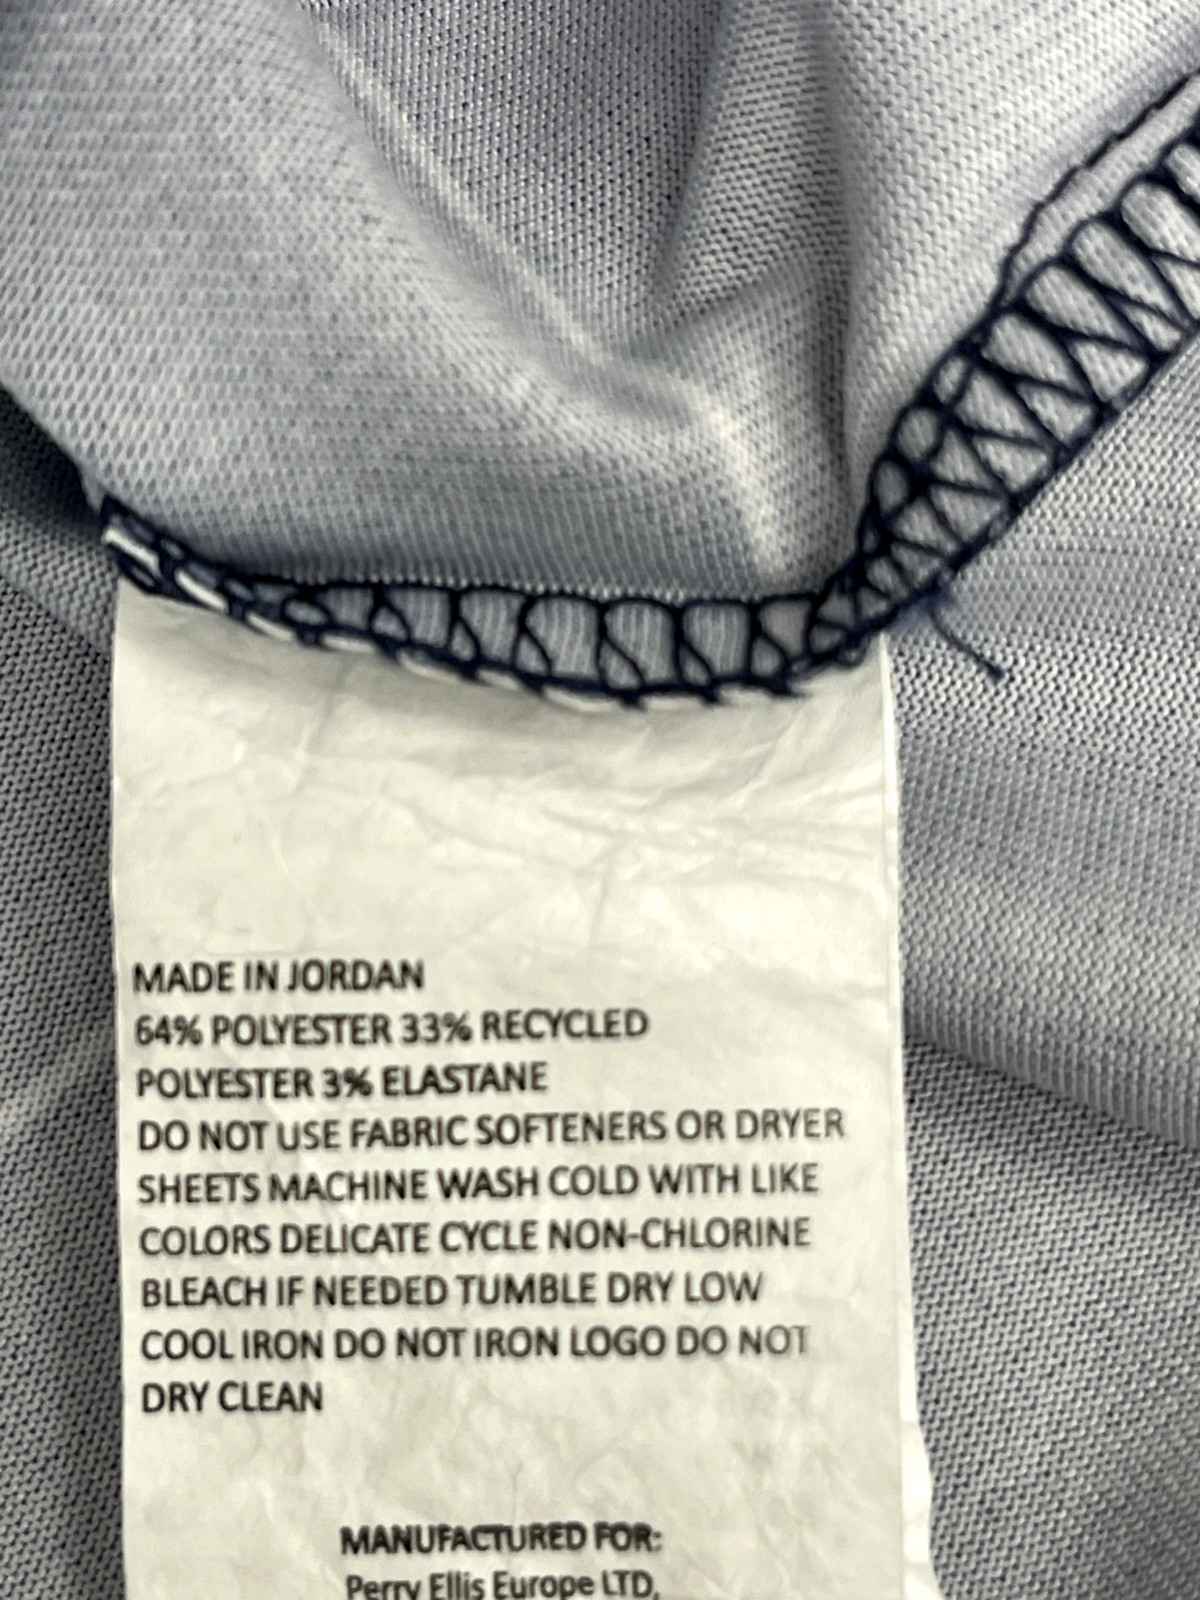 MADE IN JORDAN
64% POLYESTER 33% RECYCLED
POLYESTER 3% ELASTANE
DO NOT USE FABRIC SOFTENERS OR DRYER
SHEETS MACHINE WASH COLD WITH LIKE
COLORS DELICATE CYCLE NON-CHLORINE
BLEACH IF NEEDED TUMBLE DRY LOW
COOL IRON DO NOT IRON LOGO DO NOT
DRY CLEAN
MANUFACTURED FOR:
Perry Ellis Europe LTD,